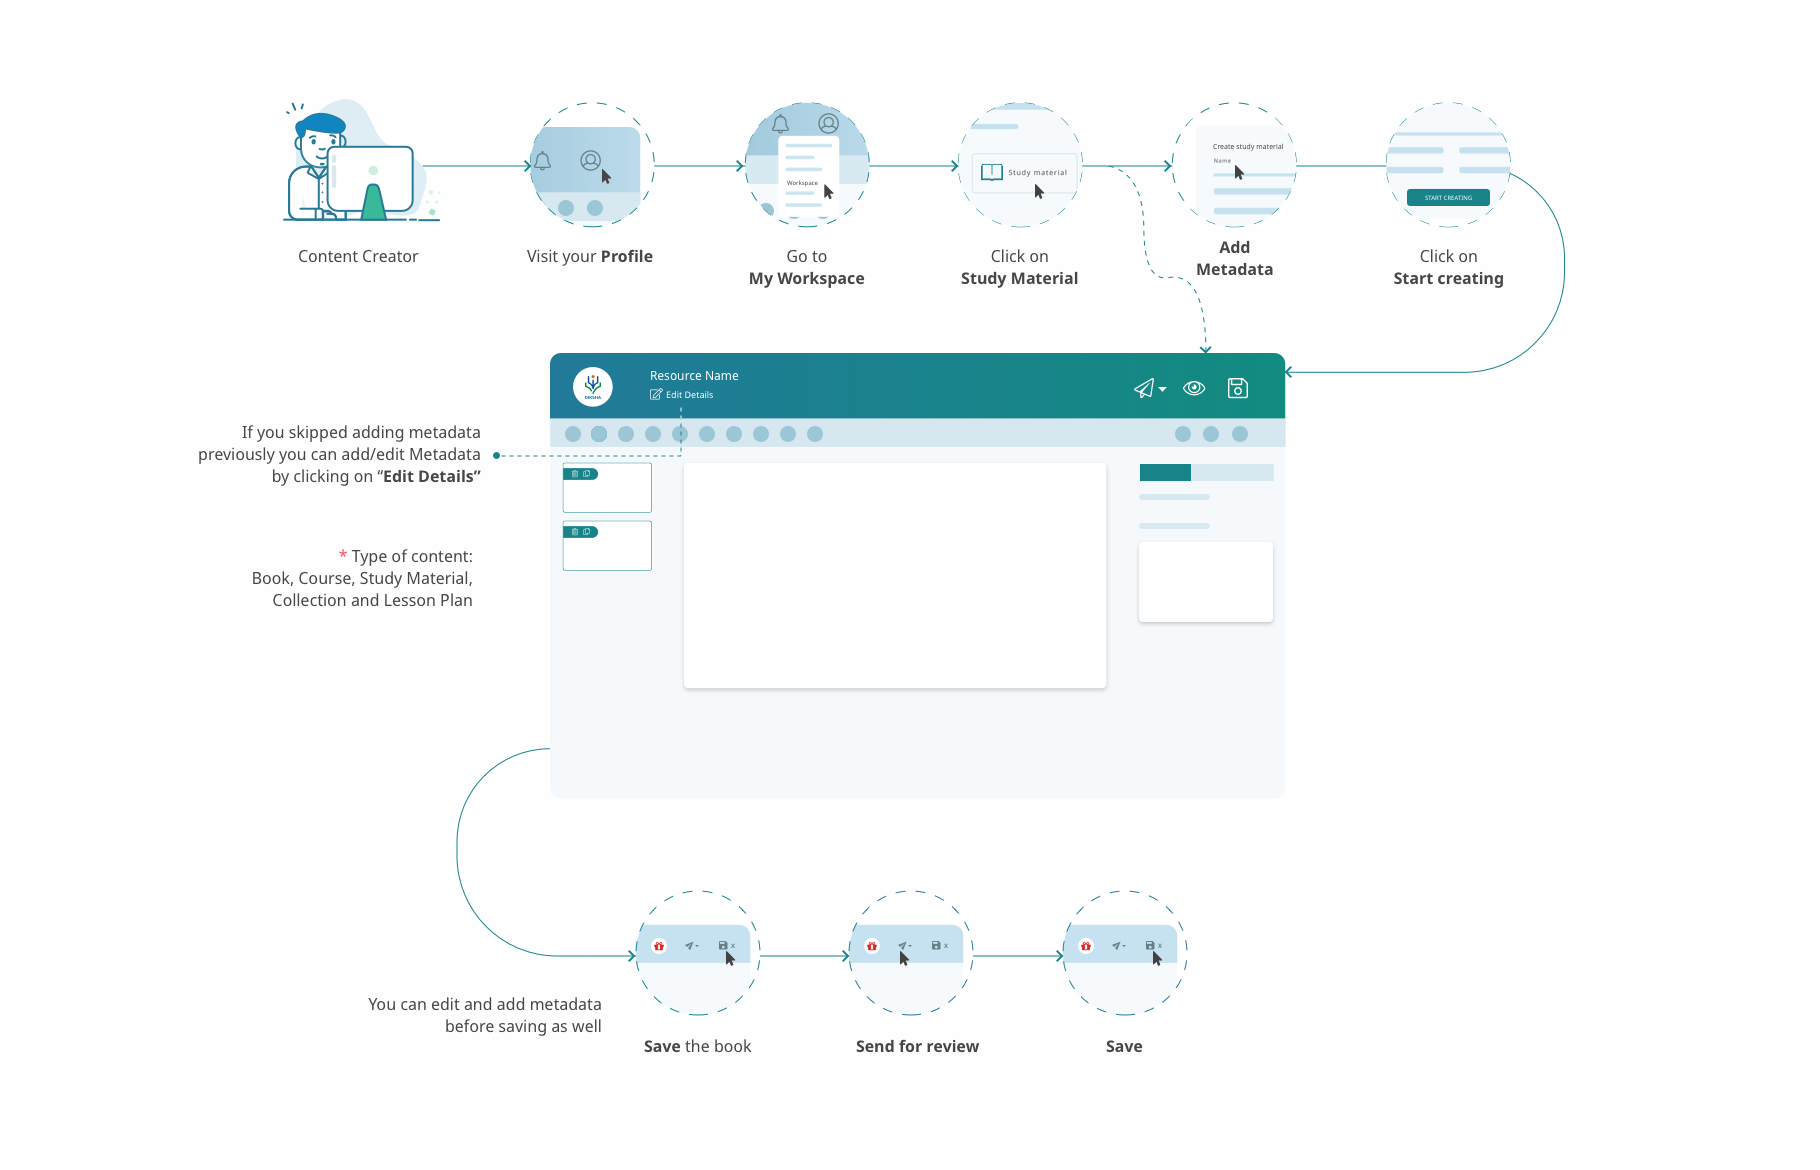 Content Creator
Visit your Profile
Workspace
Go to
My Workspace
Study material
Click on
Study Material
Create study material
Name
Add
Metadata
START CREATING
Click on
Start creating
DIKSHA
Resource Name
Edit Details
If you skipped adding metadata
previously you can add/edit Metadata
by clicking on “Edit Details”
* Type of content:
Book, Course, Study Material,
Collection and Lesson Plan
You can edit and add metadata
before saving as well
x
Save the book
x
Send for review
x
Save